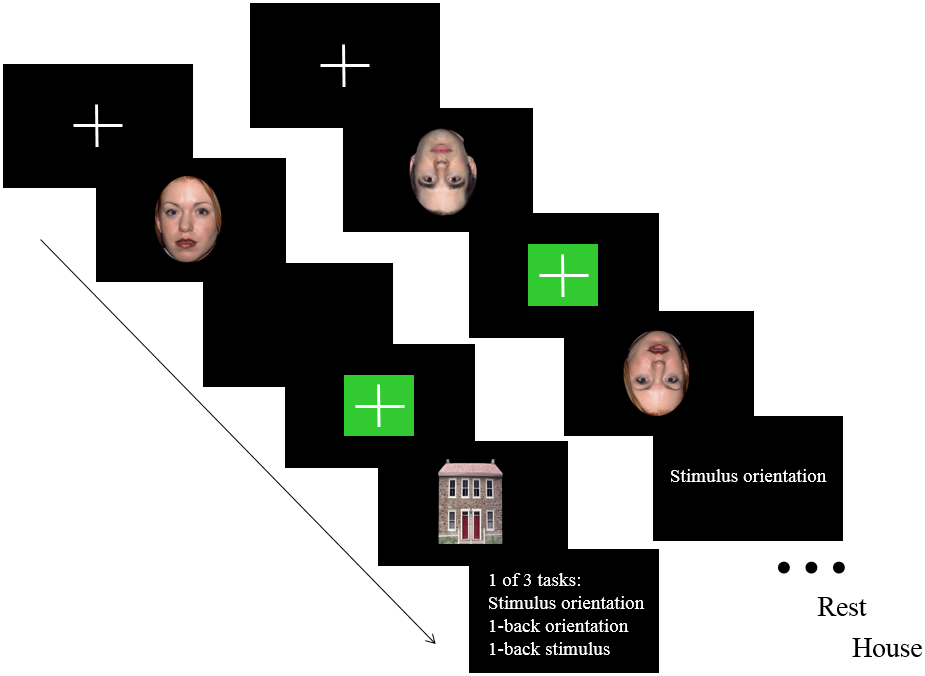 Stimulus orientation
1 of 3 tasks:
Stimulus orientation
1-back orientation
1-back stimulus
Rest
House